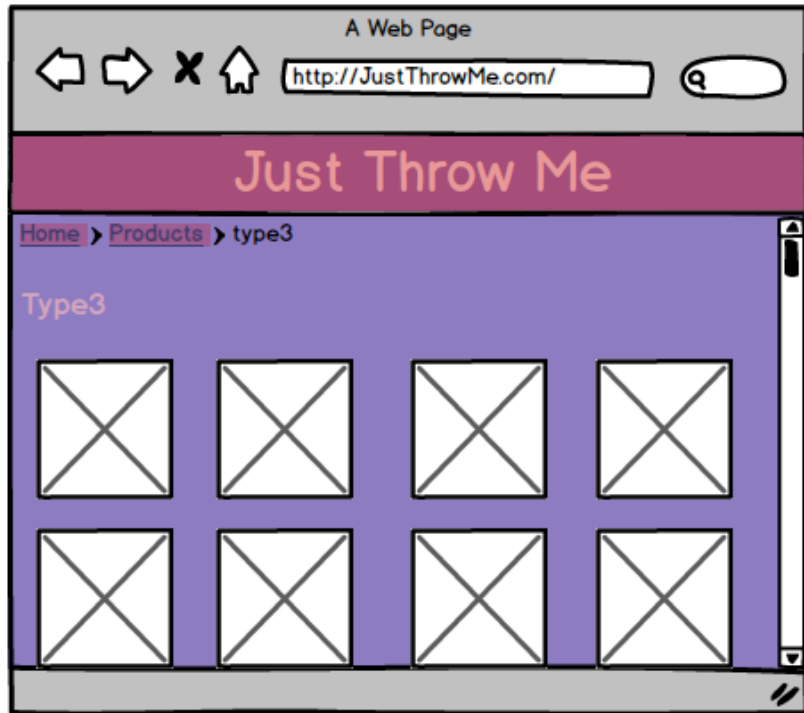 A Web Page
http://JustThrowMe.com/
Just Throw Me
Home > Products > type3
Type3